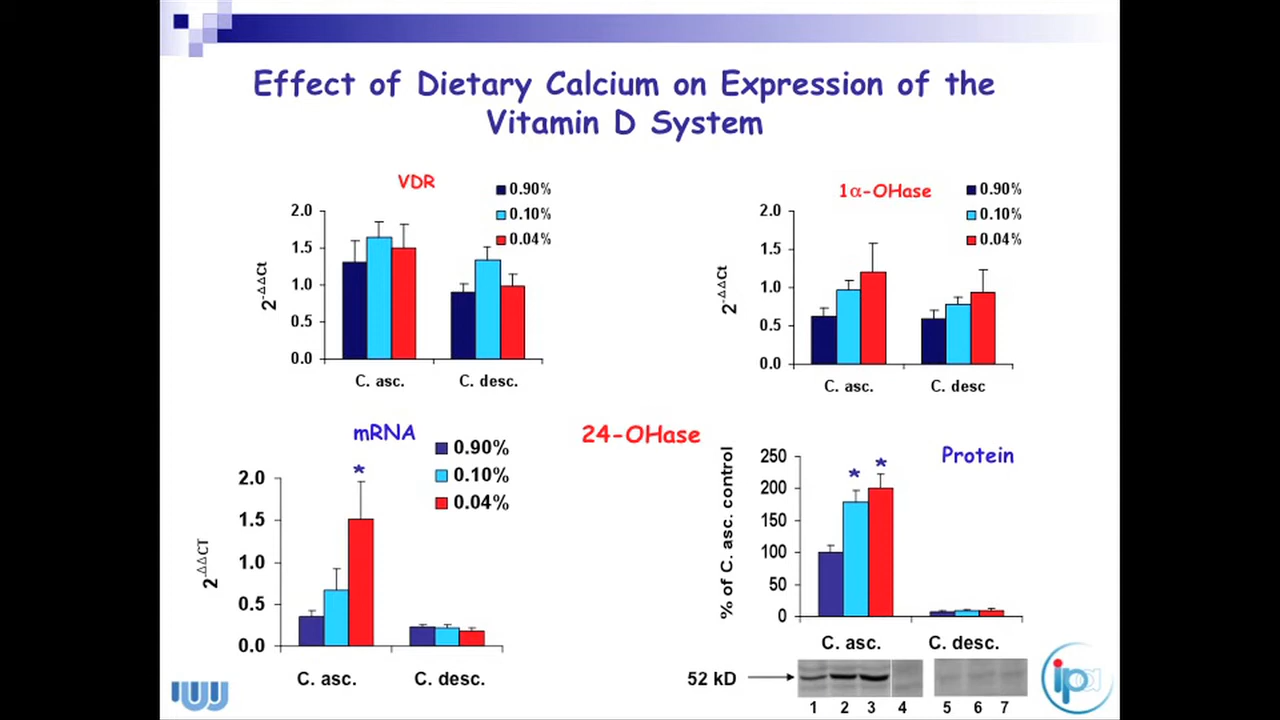 Effect of Dietary Calcium on Expression of the
Vitamin D System
VDR
0.90%
0.10%
0.04%
2.0
1.5
1.0
0.5
0.0
2-ΔΔCt
C. asc.
C. desc.
1α-OHase
0.90%
0.10%
0.04%
2.0
1.5
1.0
0.5
0.0
2-ΔΔCt
C. asc.
C. desc
24-OHase
mRNA
0.90%
0.10%
0.04%
2.0
1.5
1.0
0.5
0.0
2-ΔΔCT
*
C. asc.
C. desc.
Protein
250
200
150
100
50
0
% of C. asc. control
* *
C. asc.
C. desc.
52 kD
1 2 3 4 5 6 7